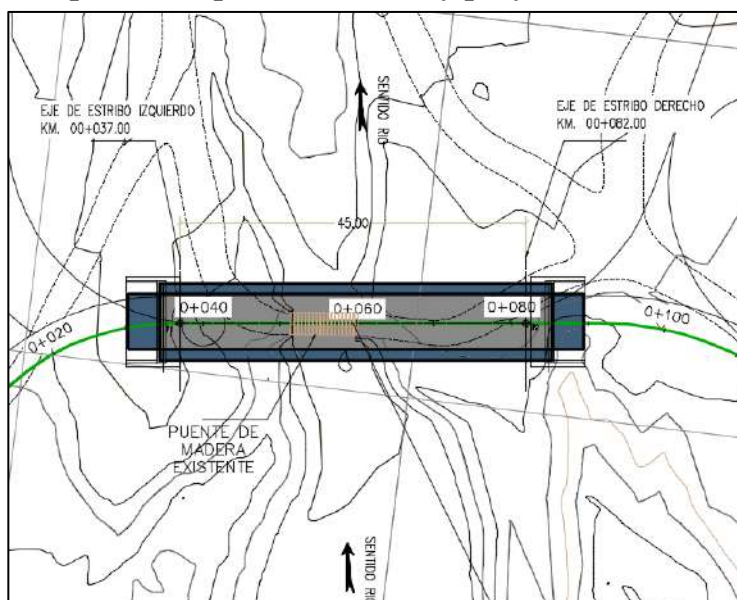 EJE DE ESTRIBO IZQUIERDO
KM. 00+037.00
SENTIDO RIO
EJE DE ESTRIBO DERECHO
KM. 00+082.00
45.00
0+020
0+040
0+060
0+080
0+100
PUENTE DE
MADERA
EXISTENTE
SENTIDO RIO